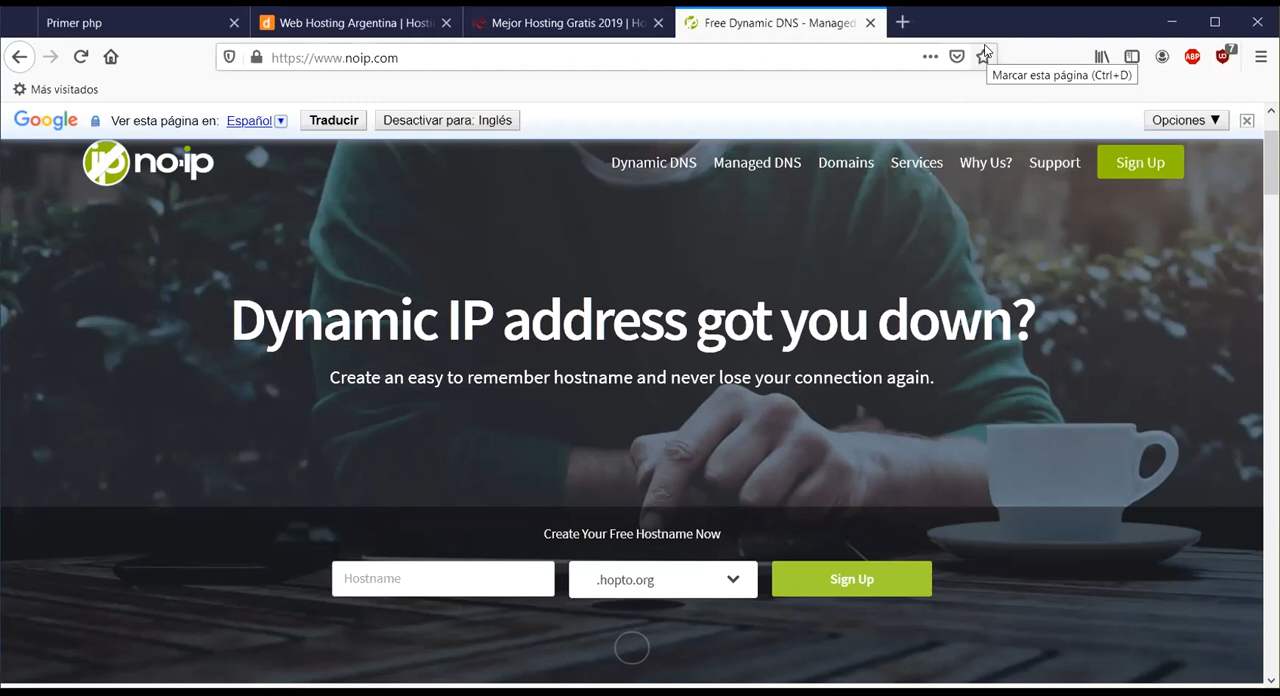 Primer php
Web Hosting Argentina | Hosti
Mejor Hosting Gratis 2019 | Ho
Free Dynamic DNS - Managed
https://www.noip.com
Marcar esta página (Ctrl+D)
ABP
7
Más visitados
Google Ver esta página en: Español Traducir Desactivar para: Inglés Opciones ▼
no-ip
Dynamic DNS Managed DNS Domains Services Why Us? Support Sign Up
Dynamic IP address got you down?
Create an easy to remember hostname and never lose your connection again.
Create Your Free Hostname Now
Hostname .hopto.org Sign Up